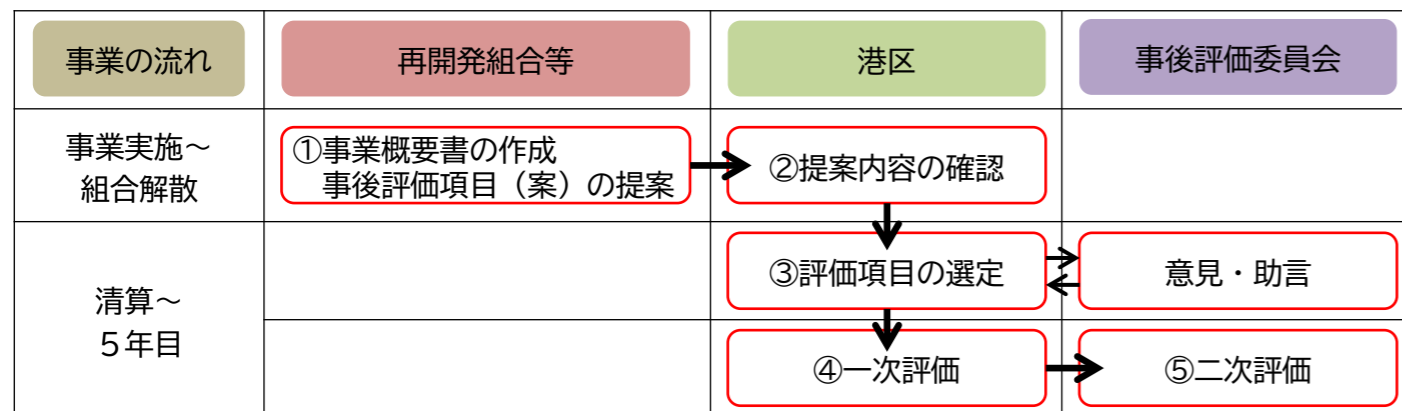 事業の流れ
再開発組合等
港区
事後評価委員会
事業実施~
組合解散
①事業概要書の作成
事後評価項目(案)の提案
②提案内容の確認
清算~
5年目
③評価項目の選定
意見・助言
④一次評価
⑤二次評価